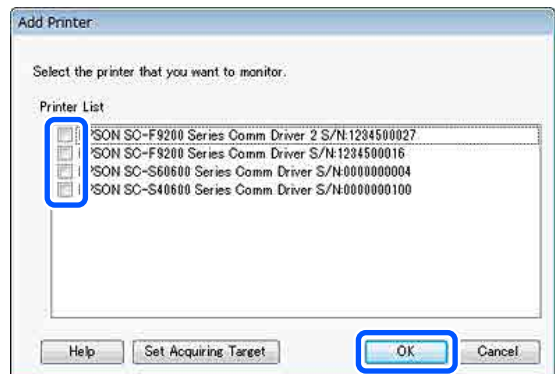 Add Printer
Select the printer that you want to monitor.
Printer List
PSON SC-F9200 Series Comm Driver 2 S/N:1234500027
PSON SC-F9200 Series Comm Driver S/N:1234500016
PSON SC-S60600 Series Comm Driver S/N:0000000004
PSON SC-S40600 Series Comm Driver S/N:0000000100
Help Set Acquiring Target OK Cancel